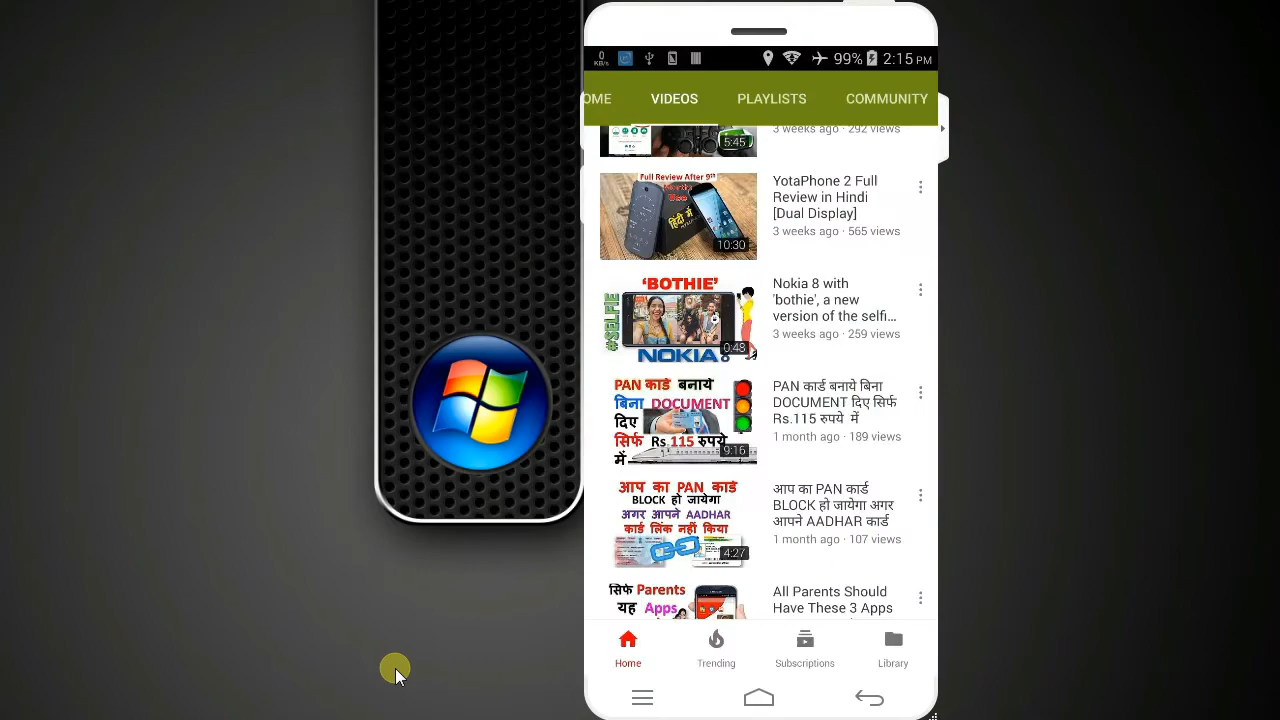 0
KB/s
99%
2:15 PM
OME VIDEOS PLAYLISTS COMMUNITY
3 weeks ago · 292 views
5:45
Full Review After 9th
हिंदी में
10:30
YotaPhone 2 Full
Review in Hindi
[Dual Display]
3 weeks ago · 565 views
'BOTHIE'
#SELFIE
NOKIA 8
0:48
Nokia 8 with
'bothie', a new
version of the selfi...
3 weeks ago · 259 views
PAN कार्ड बनाये
बिना DOCUMENT
दिए
सिर्फ Rs 115 रुपये
में
9:16
PAN कार्ड बनाये बिना
DOCUMENT दिए सिर्फ
Rs.115 रुपये में
1 month ago · 189 views
आप का PAN कार्ड
BLOCK हो जायेगा
अगर आपने AADHAR
कार्ड लिंक नहीं किया
4:27
आप का PAN कार्ड
BLOCK हो जायेगा अगर
आपने AADHAR कार्ड
1 month ago · 107 views
सिर्फ Parents
यह Apps
All Parents Should
Have These 3 Apps
Home Trending Subscriptions Library